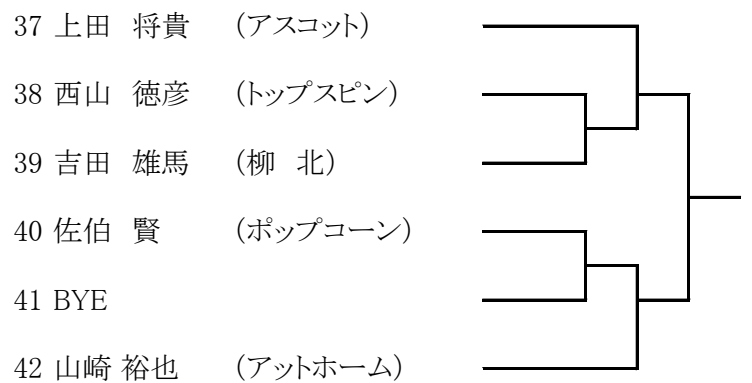 37 上田　将貴　（アスコット）
38 西山　徳彦　（トップスピン）
39 吉田　雄馬　（柳　北）
40 佐伯　賢　（ポップコーン）
41 BYE
42 山崎 裕也　（アットホーム）